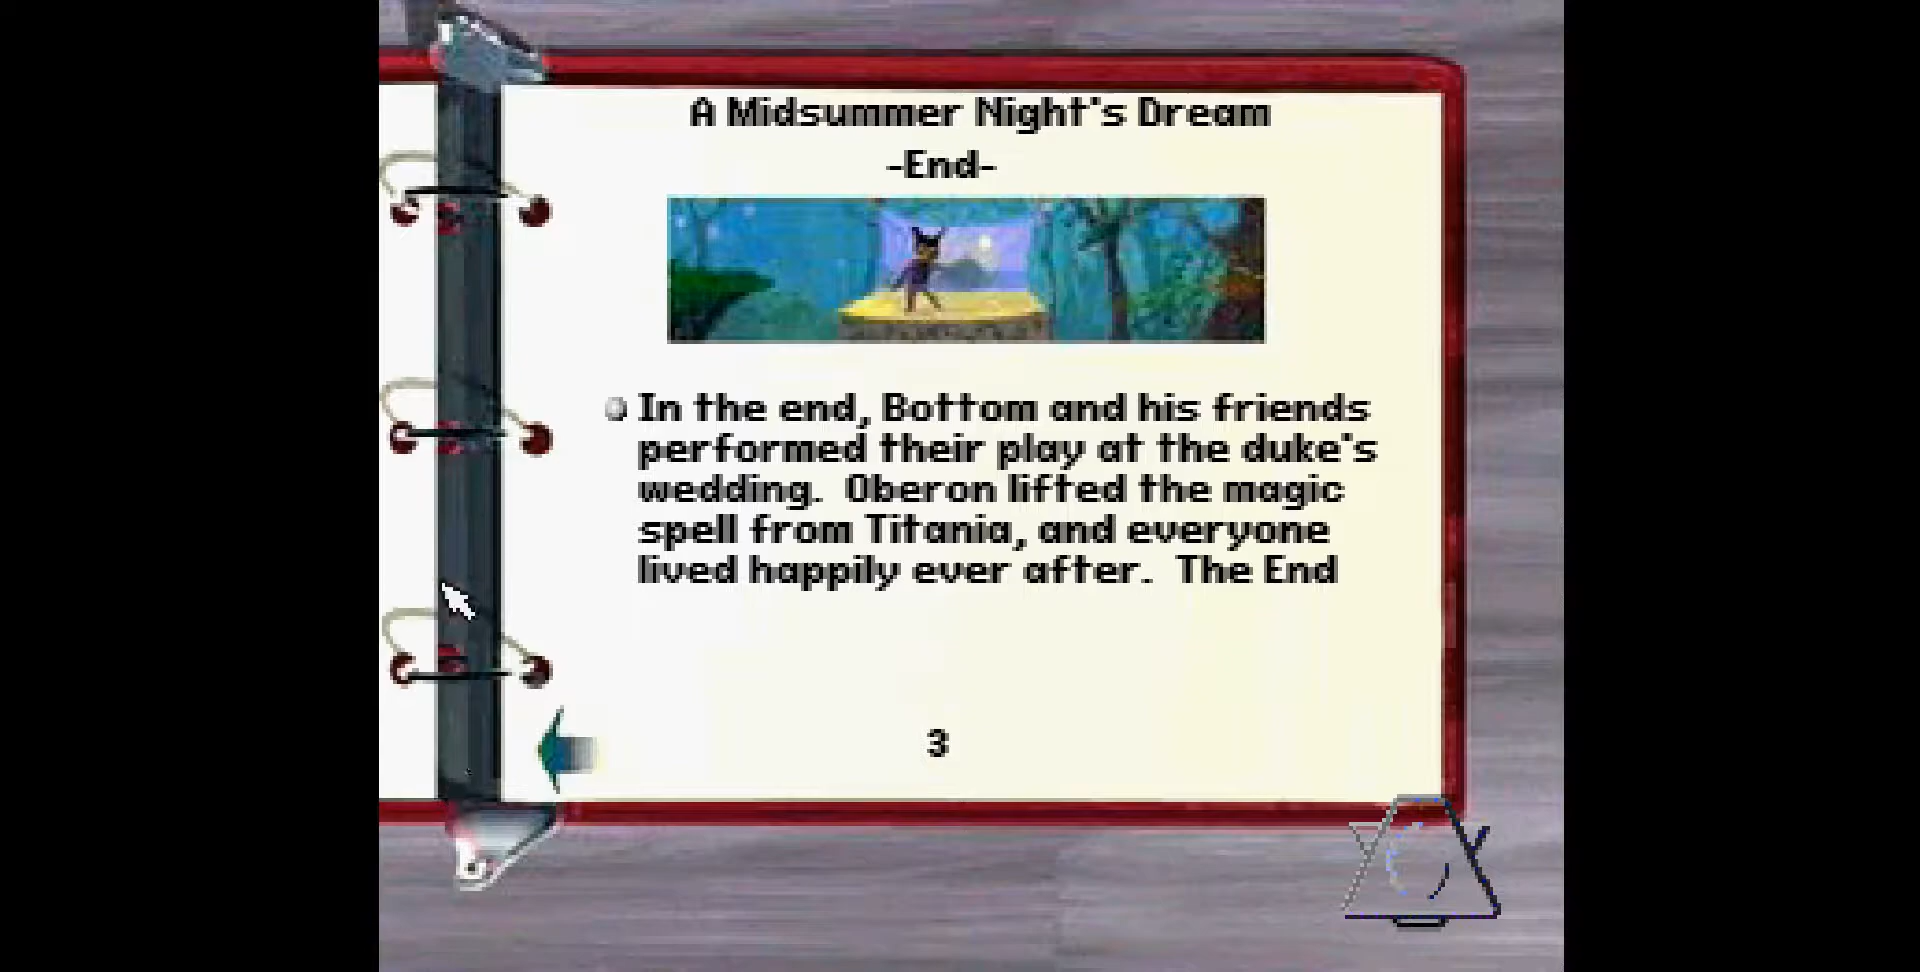 A Midsummer Night's Dream
-End-
In the end, Bottom and his friends
performed their play at the duke's
wedding.  Oberon lifted the magic
spell from Titania, and everyone
lived happily ever after.  The End
3